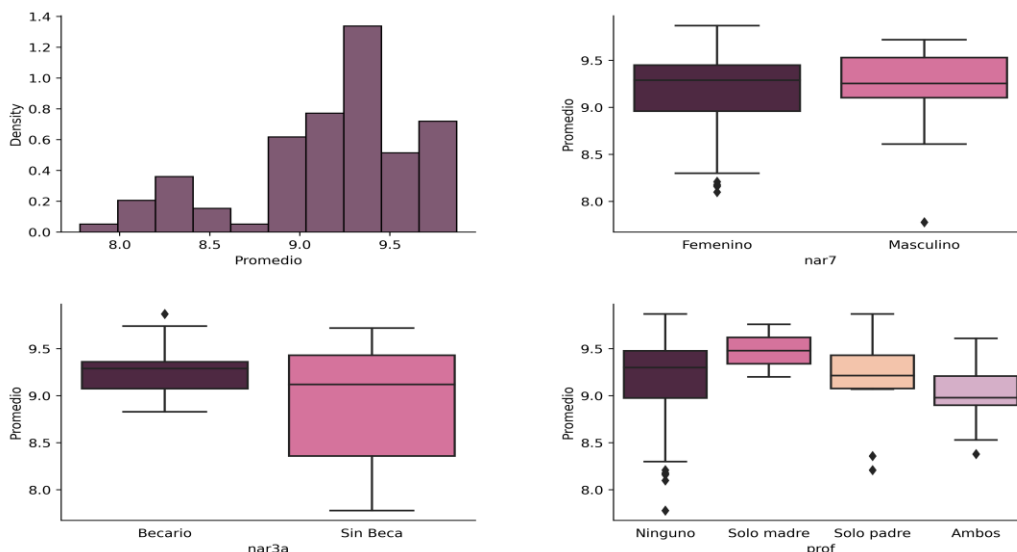 1.4
1.2
1.0
0.8
0.6
0.4
0.2
0.0
Density
8.0 8.5 9.0 9.5
Promedio
9.5
9.0
8.5
8.0
Promedio
Femenino Masculino
nar7
9.5
9.0
8.5
8.0
Promedio
Becario Sin Beca
nar3a
9.5
9.0
8.5
8.0
Promedio
Ninguno Solo madre Solo padre Ambos
prof